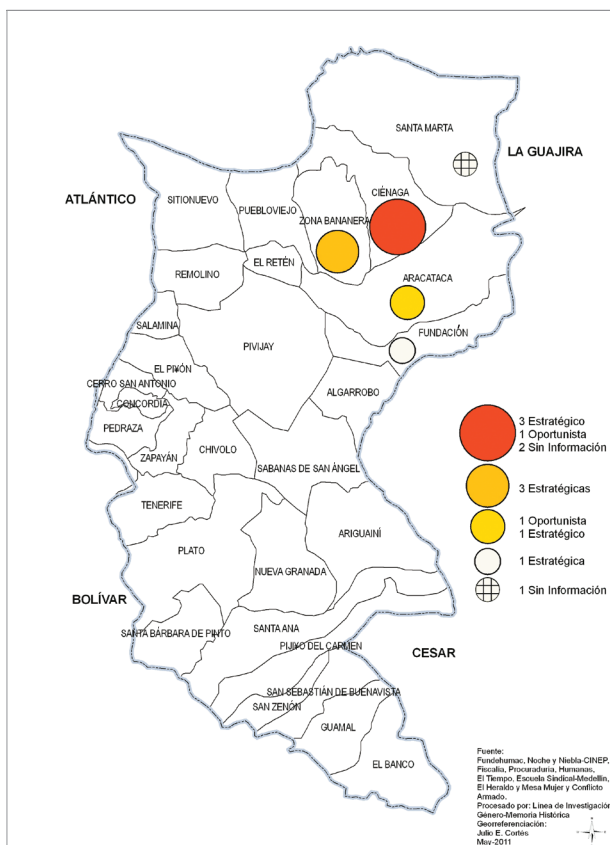 SANTA MARTA
LA GUAJIRA
ATLÁNTICO
SITIONUEVO
CIÉNAGA
PUEBLOVIEJO
ZONA BANANERA
EL RETÉN
REMOLINO
ARACATACA
SALAMINA
FUNDACIÓN
PIVIJAY
EL PIÑÓN
CERRO SAN ANTONIO
ALGARROBO
CONCORDIA
PEDRAZA
CHIVOLO
ZAPAYÁN
SABANAS DE SAN ÁNGEL
TENERIFE
ARIGUAINÍ
PLATO
NUEVA GRANADA
BOLÍVAR
SANTA ANA
SANTA BÁRBARA DE PINTO
PIJIYO DEL CARMEN
CESAR
SAN SEBASTIÁN DE BUENAVISTA
SAN ZENÓN
GUAMAL
EL BANCO
3 Estratégico
1 Oportunista
2 Sin Información
3 Estratégicas
1 Oportunista
1 Estratégico
1 Estratégica
1 Sin Información
Fuente:
Fundehumac, Noche y Niebla-CINEP,
Fiscalía, Procuraduría, Humanas,
El Tiempo, Escuela Sindical-Medellín,
El Heraldo y Mesa Mujer y Conflicto
Armado.
Procesado por: Línea de Investigación
Género-Memoria Histórica
Georreferenciación:
Julio E. Cortés
May-2011